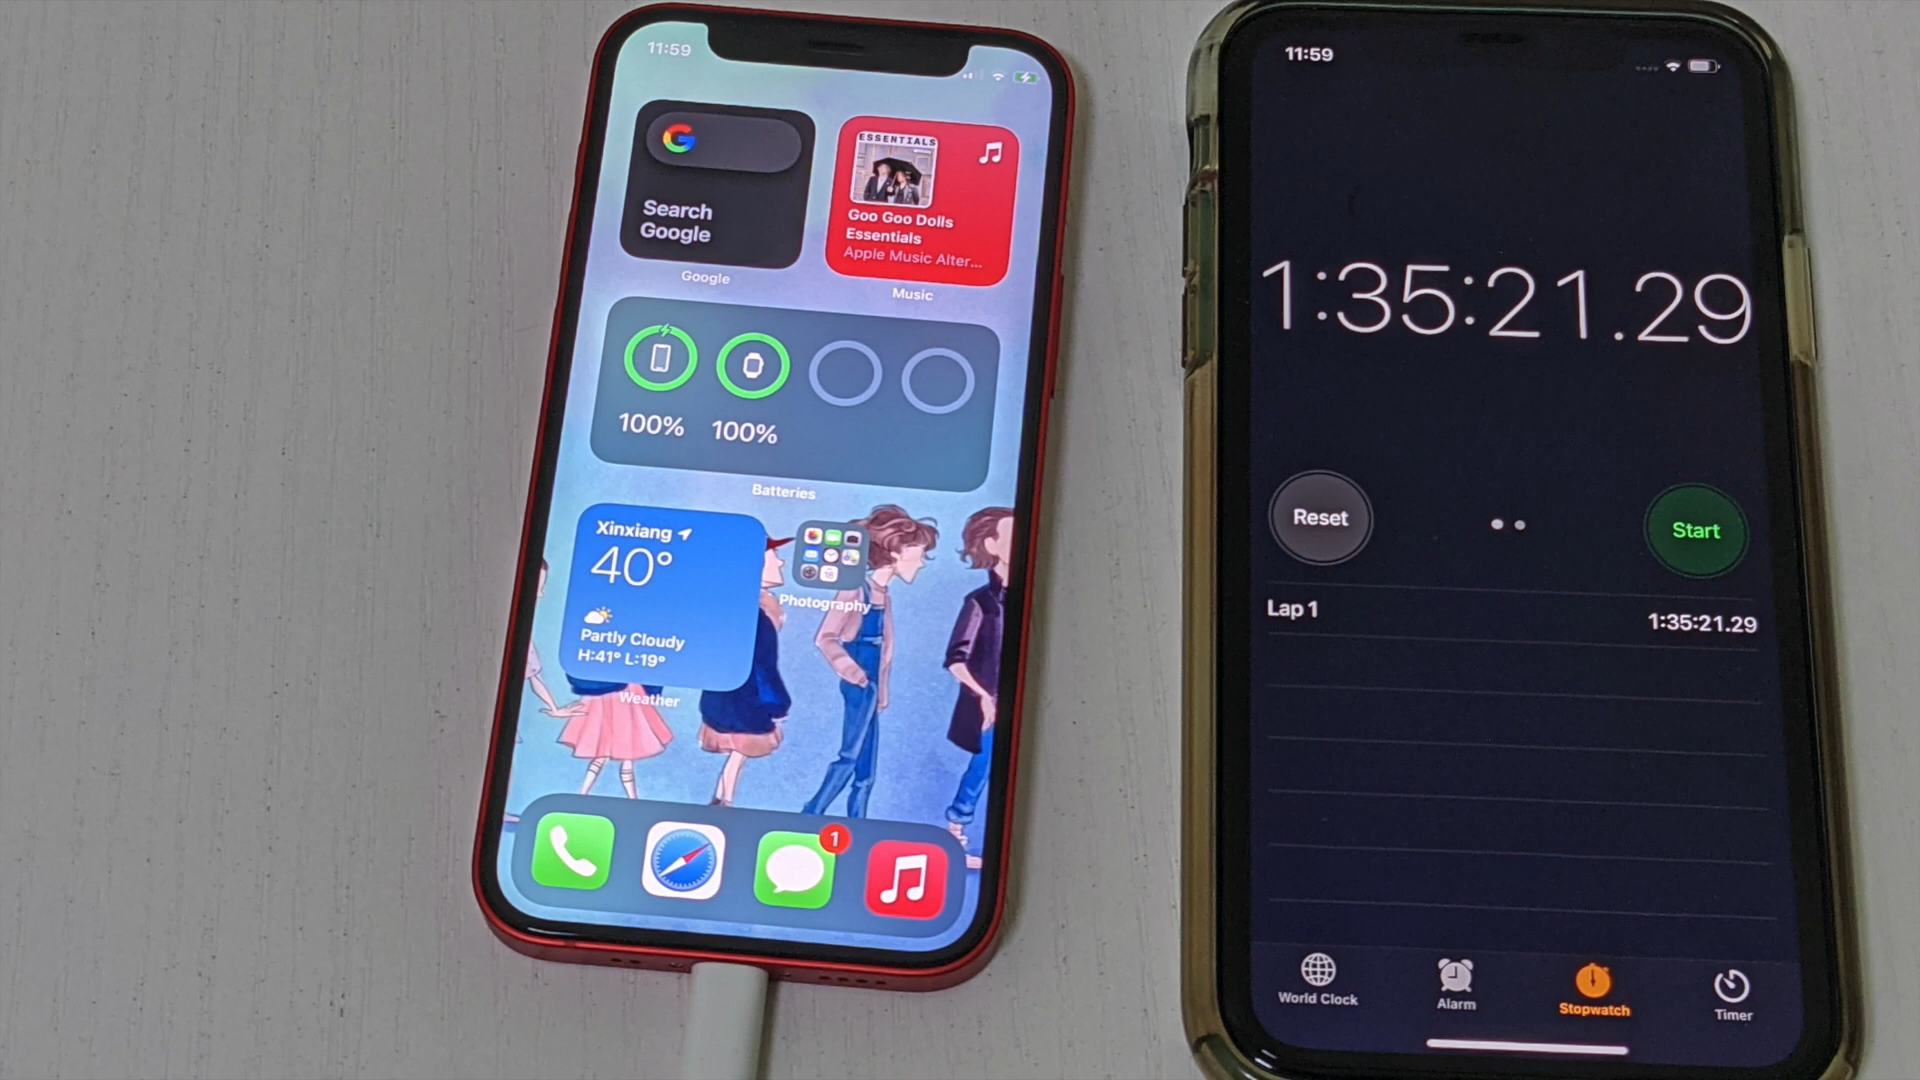 11:59
ESSENTIALS
Search
Google
Goo Goo Dolls
Essentials
Apple Music Alter...
Google
Music
100%
100%
Batteries
Xinxiang
40°
Partly Cloudy
H:41° L:19°
Weather
Photography
1
11:59
1:35:21.29
Reset
Start
Lap 1
1:35:21.29
World Clock
Alarm
Stopwatch
Timer